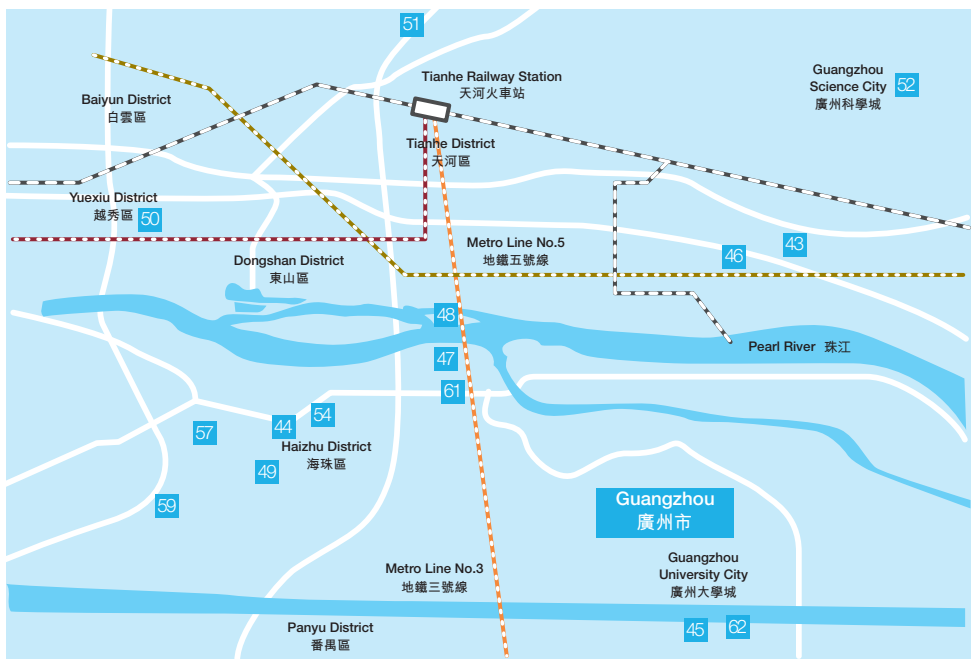 51
Tianhe Railway Station
天河火車站
Guangzhou
Science City
廣州科學城
52
Baiyun District
白雲區
Tianhe District
天河區
Yuexiu District
越秀區
50
Metro Line No.5
地鐵五號線
46
43
Dongshan District
東山區
48
Pearl River 珠江
47
61
54
44
57
Haizhu District
海珠區
49
59
Guangzhou
廣州市
Metro Line No.3
地鐵三號線
Guangzhou
University City
廣州大學城
45
62
Panyu District
番禺區